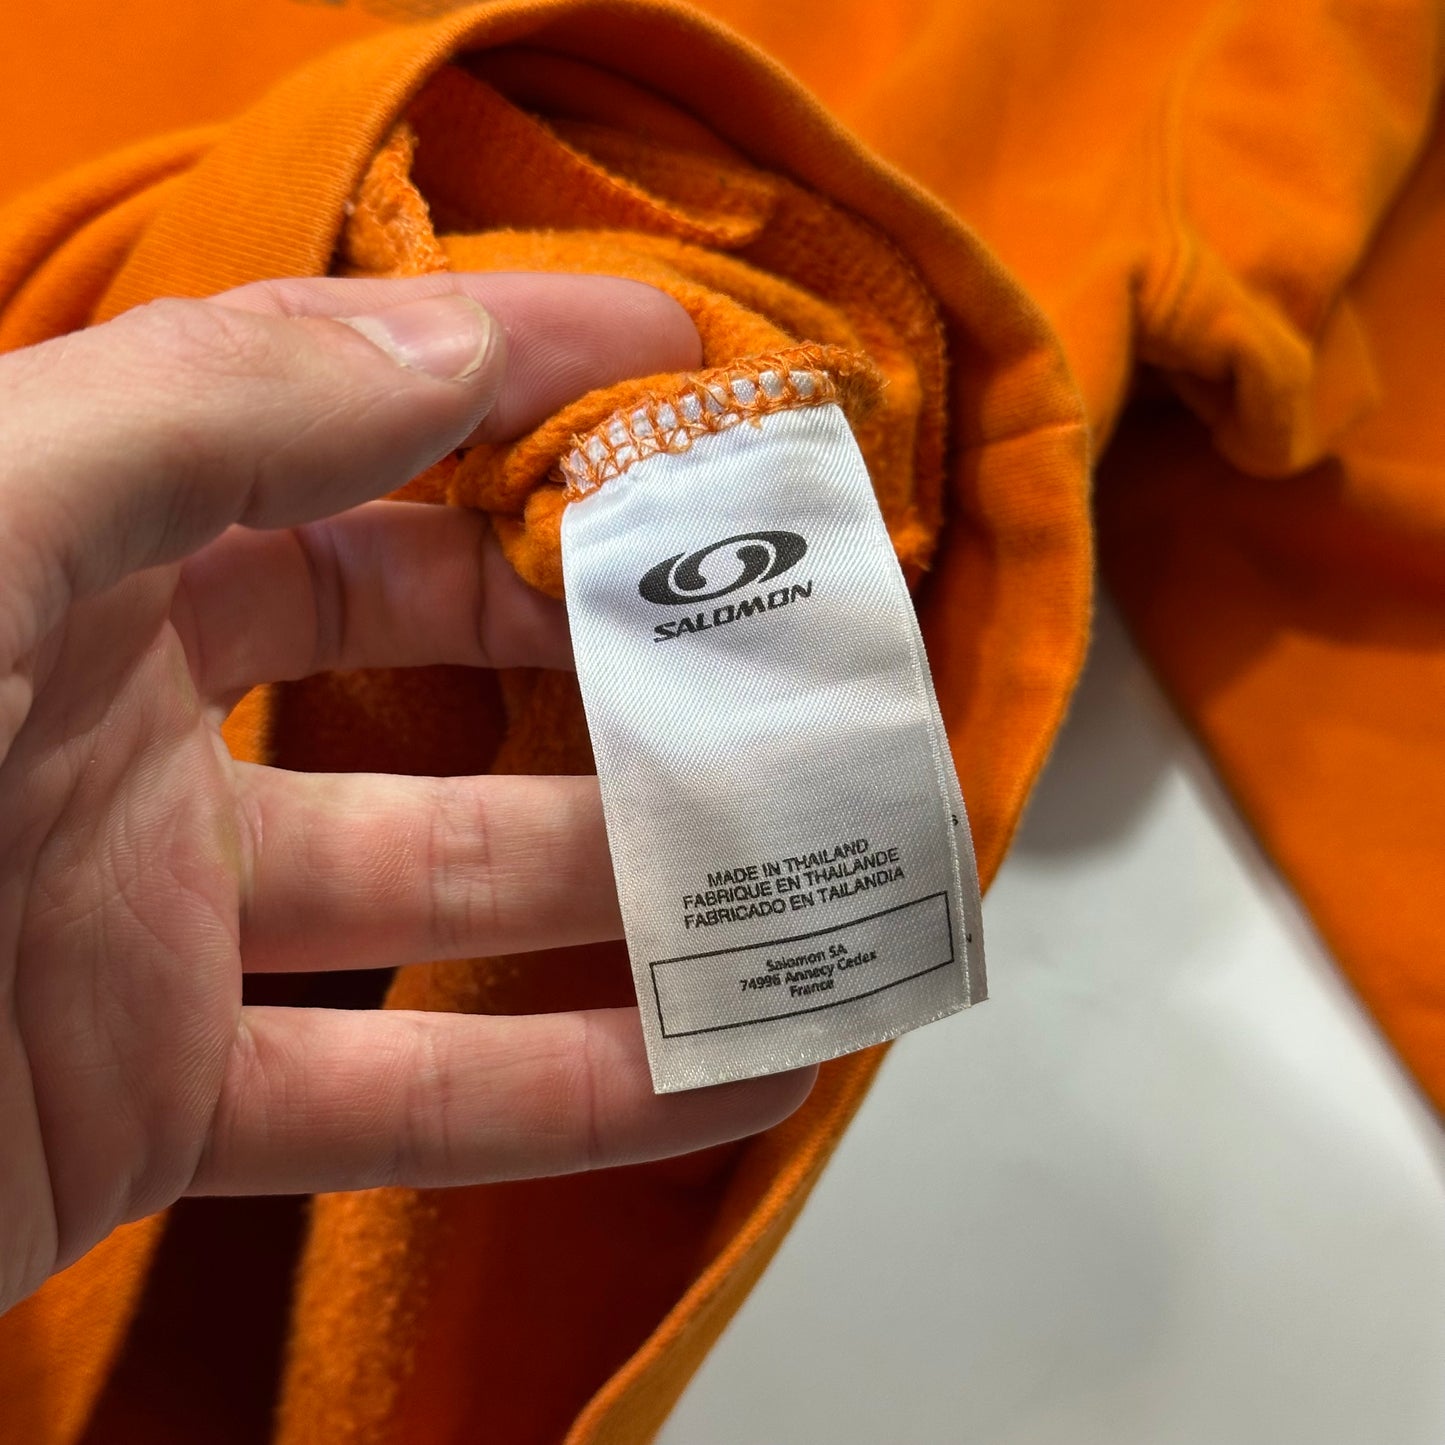 SALOMON
MADE IN THAILAND
FABRIQUE EN THAILANDE
FABRICADO EN TAILANDIA
Salomon SA
74996 Annecy Cedex
France